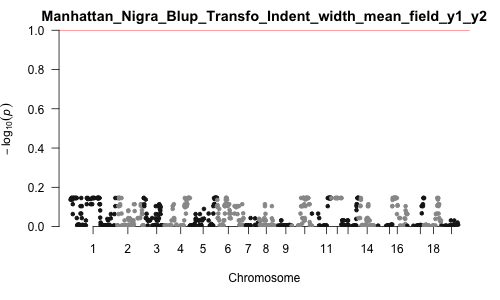 Manhattan_Nigra_Blup_Transfo_Indent_width_mean_field_y1_y2
− log10(p)
1.0
0.8
0.6
0.4
0.2
0.0
1 2 3 4 5 6 7 8 9 11 14 16 18
Chromosome